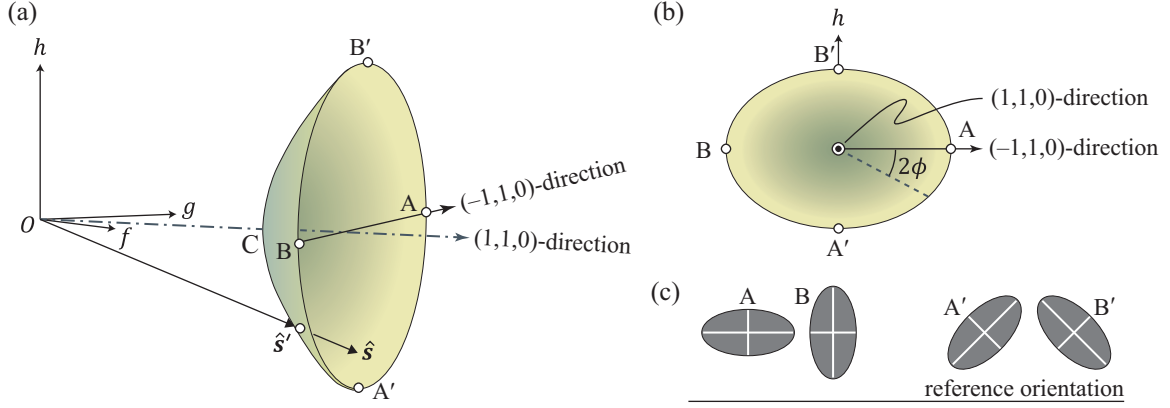 (a)
h
B′
A
(–1,1,0)-direction
g
O
f
C
B
(1,1,0)-direction
ŝ′
ŝ
A′
(b)
h
B′
(1,1,0)-direction
A
B
(–1,1,0)-direction
2ϕ
A′
(c)
A
B
A′
B′
reference orientation